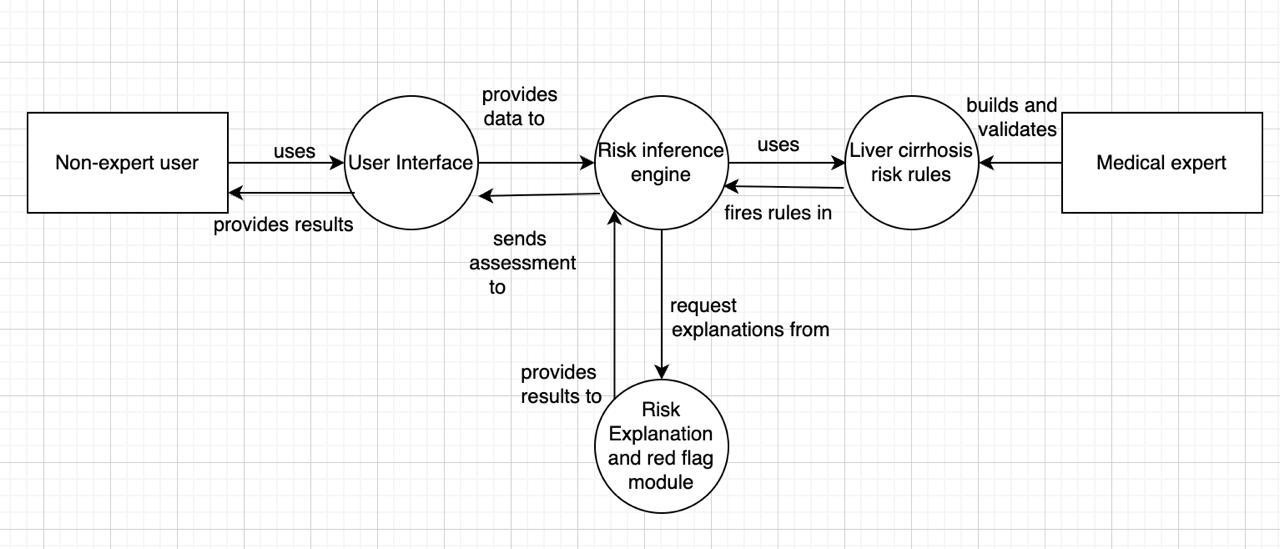 provides
data to
builds and
validates
Non-expert user
uses
User Interface
Risk inference
engine
uses
Liver cirrhosis
risk rules
Medical expert
provides results
fires rules in
sends
assessment
to
request
explanations from
provides
results to
Risk
Explanation
and red flag
module